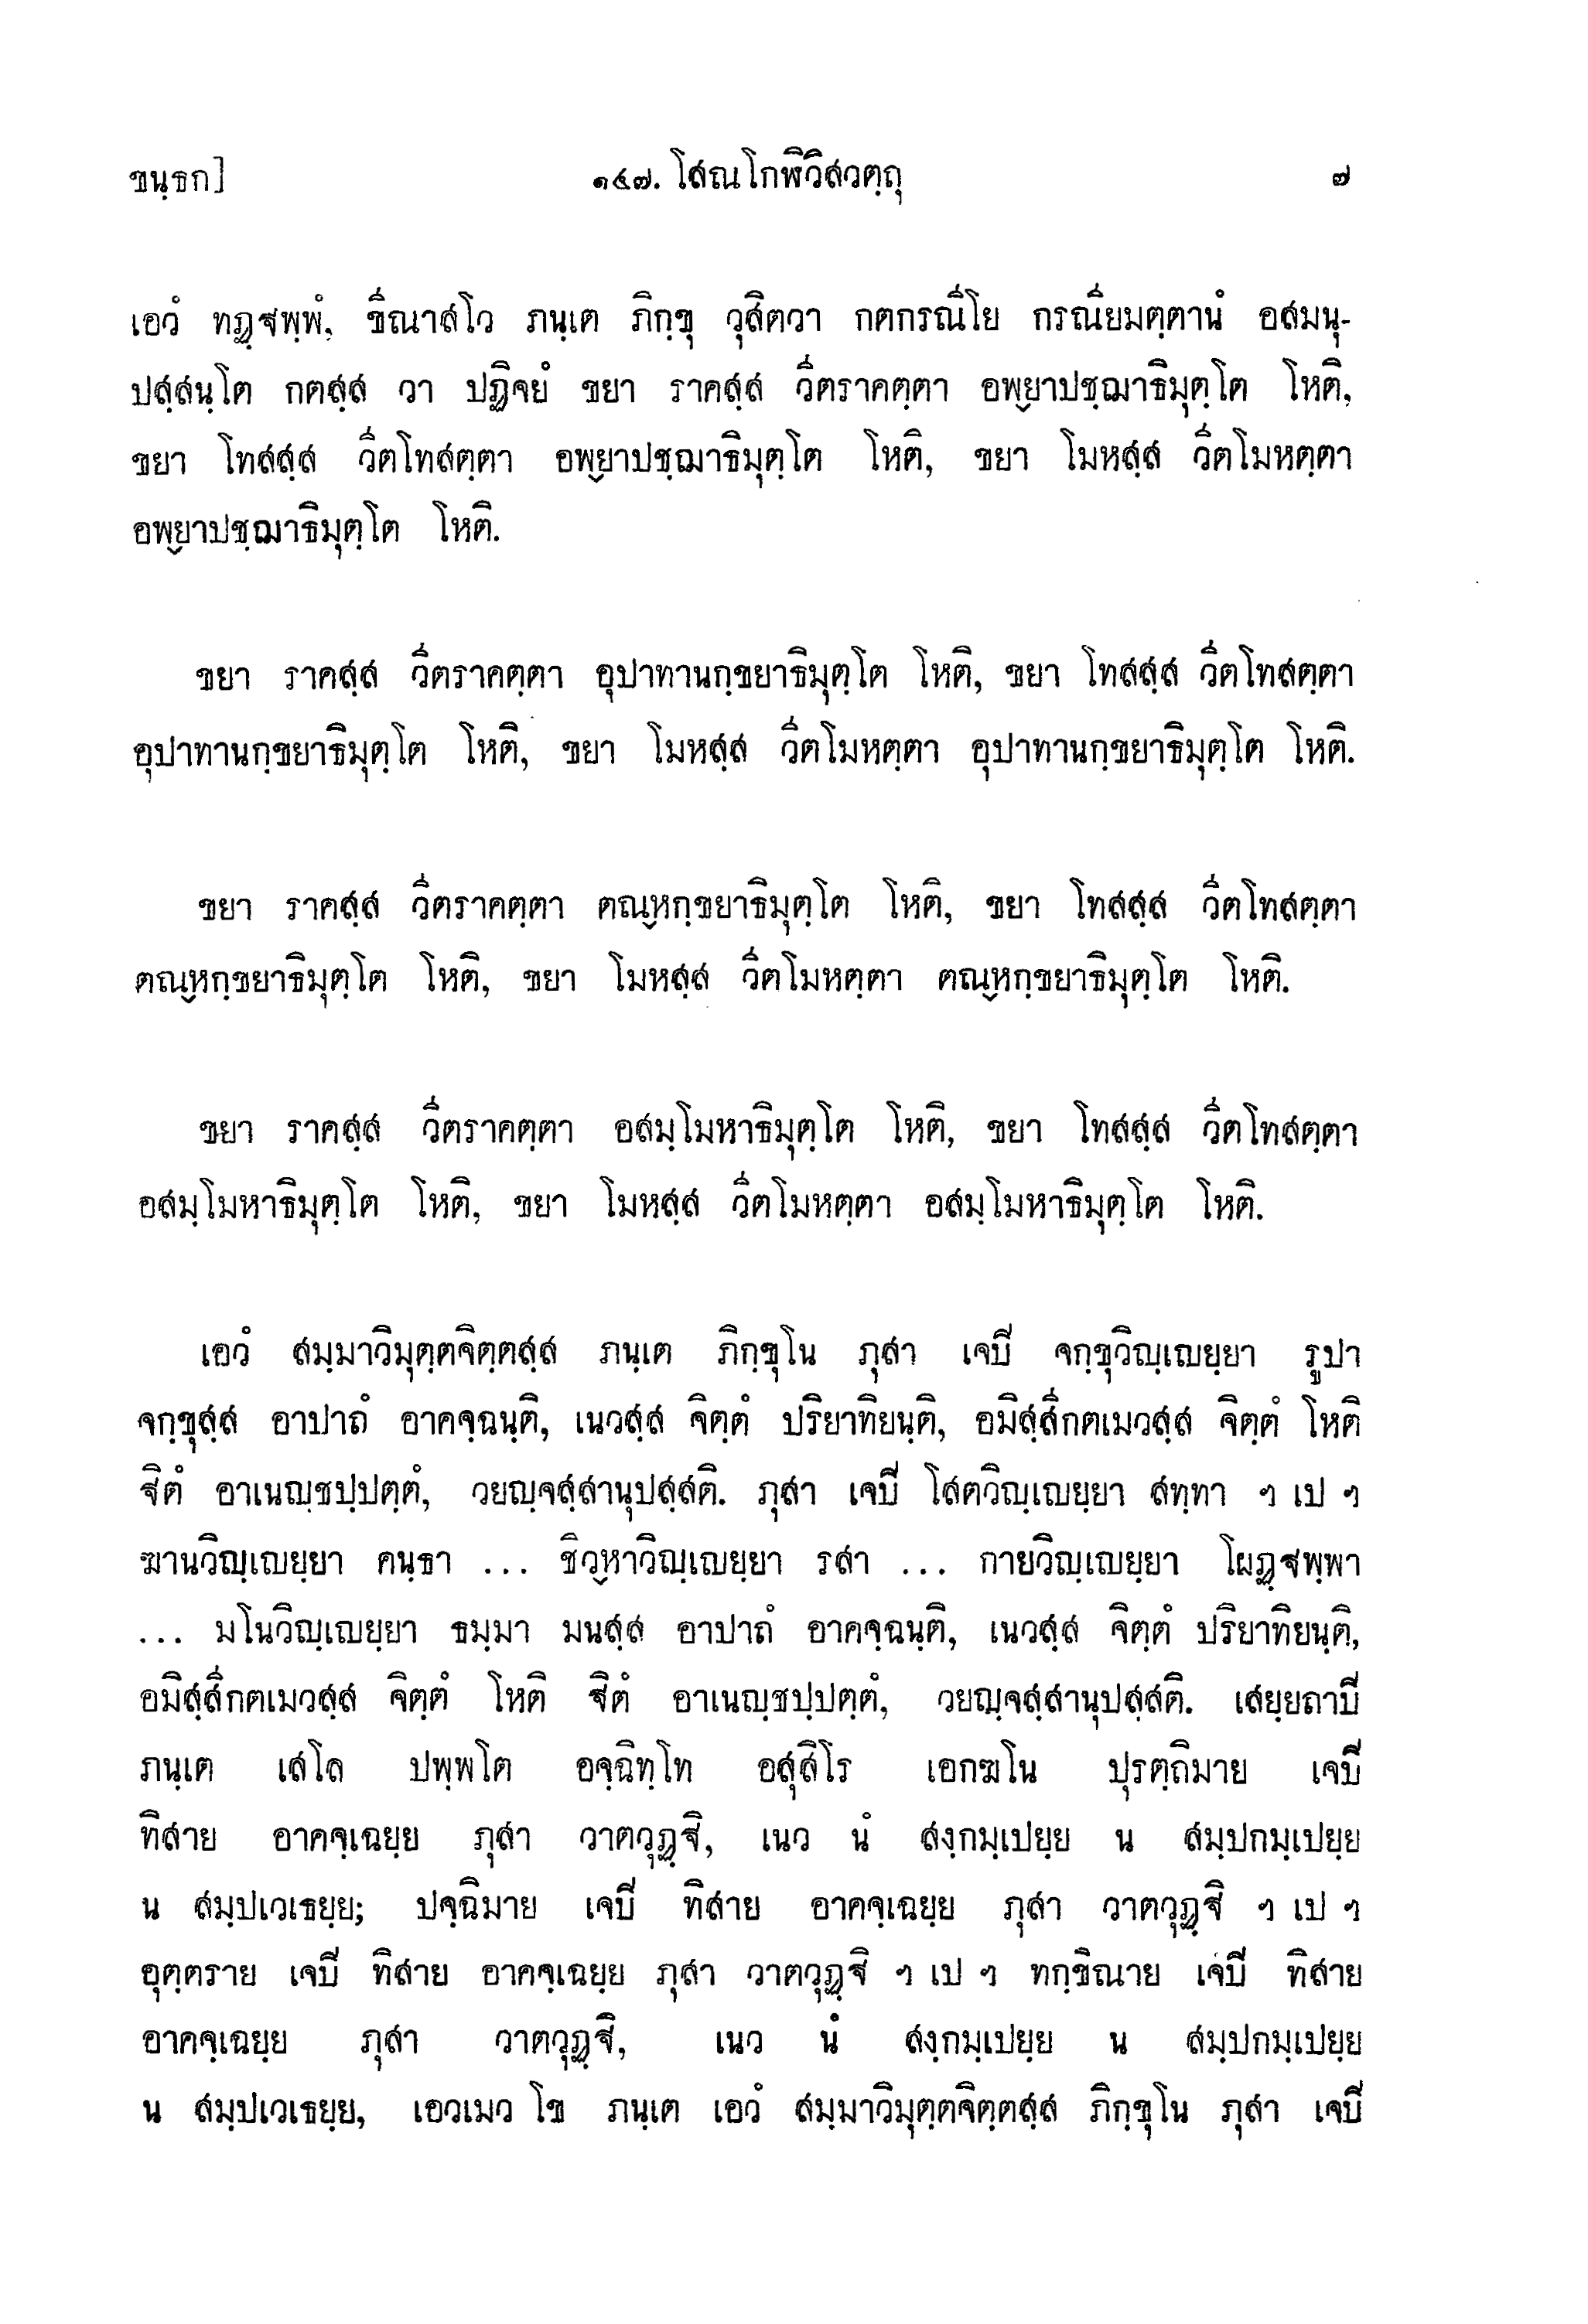 ขนฺธก]
๑๔๗. โสณโกฬิวิสวตฺถุ
๗
เอวํ ทฏฺฐพฺพํ, ขีณาสโว ภนฺเต ภิกฺขุ วุสิตวา กตกรณีโย กรณียมตฺตานํ อสมนุ-
ปสฺสนฺโต กตสฺส วา ปฏิจยํ ขยา ราคสฺส วีตราคตฺตา อพฺยาปชฺฌาธิมุตฺโต โหติ,
ขยา โทสสฺส วีตโทสตฺตา อพฺยาปชฺฌาธิมุตฺโต โหติ, ขยา โมหสฺส วีตโมหตฺตา
อพฺยาปชฺฌาธิมุตฺโต โหติ.
ขยา ราคสฺส วีตราคตฺตา อุปาทานกฺขยาธิมุตฺโต โหติ, ขยา โทสสฺส วีตโทสตฺตา
อุปาทานกฺขยาธิมุตฺโต โหติ, ขยา โมหสฺส วีตโมหตฺตา อุปาทานกฺขยาธิมุตฺโต โหติ.
ขยา ราคสฺส วีตราคตฺตา ตณฺหกฺขยาธิมุตฺโต โหติ, ขยา โทสสฺส วีตโทสตฺตา
ตณฺหกฺขยาธิมุตฺโต โหติ, ขยา โมหสฺส วีตโมหตฺตา ตณฺหกฺขยาธิมุตฺโต โหติ.
ขยา ราคสฺส วีตราคตฺตา อสมฺโมหาธิมุตฺโต โหติ, ขยา โทสสฺส วีตโทสตฺตา
อสมฺโมหาธิมุตฺโต โหติ, ขยา โมหสฺส วีตโมหตฺตา อสมฺโมหาธิมุตฺโต โหติ.
เอวํ สมฺมาวิมุตฺตจิตฺตสฺส ภนฺเต ภิกฺขุโน ภุสา เจปิ จกฺขุวิญฺเญยฺยา รูปา
จกฺขุสฺส อาปาถํ อาคจฺฉนฺติ, เนวสฺส จิตฺตํ ปริยาทิยนฺติ, อมิสฺสีกตเมวสฺส จิตฺตํ โหติ
ฐิตํ อาเนญฺชปฺปตฺตํ, วยญฺจสฺสานุปสฺสติ. ภุสา เจปิ โสตวิญฺเญยฺยา สทฺทา ฯ เป ฯ
ฆานวิญฺเญยฺยา คนฺธา ... ชิวฺหาวิญฺเญยฺยา รสา ... กายวิญฺเญยฺยา โผฏฺฐพฺพา
... มโนวิญฺเญยฺยา ธมฺมา มนสฺส อาปาถํ อาคจฺฉนฺติ, เนวสฺส จิตฺตํ ปริยาทิยนฺติ,
อมิสฺสีกตเมวสฺส จิตฺตํ โหติ ฐิตํ อาเนญฺชปฺปตฺตํ, วยญฺจสฺสานุปสฺสติ. เสยฺยถาปิ
ภนฺเต เสโล ปพฺพโต อจฺฉิทฺโท อสุสิโร เอกฆโน ปุรตฺถิมาย เจปิ
ทิสาย อาคจฺเฉยฺย ภุสา วาตวุฏฺฐิ, เนว นํ สงฺกมฺเปยฺย น สมฺปกมฺเปยฺย
น สมฺปเวเธยฺย; ปจฺฉิมาย เจปิ ทิสาย อาคจฺเฉยฺย ภุสา วาตวุฏฺฐิ ฯ เป ฯ
อุตฺตราย เจปิ ทิสาย อาคจฺเฉยฺย ภุสา วาตวุฏฺฐิ ฯ เป ฯ ทกฺขิณาย เจปิ ทิสาย
อาคจฺเฉยฺย ภุสา วาตวุฏฺฐิ, เนว นํ สงฺกมฺเปยฺย น สมฺปกมฺเปยฺย
น สมฺปเวเธยฺย, เอวเมว โข ภนฺเต เอวํ สมฺมาวิมุตฺตจิตฺตสฺส ภิกฺขุโน ภุสา เจปิ